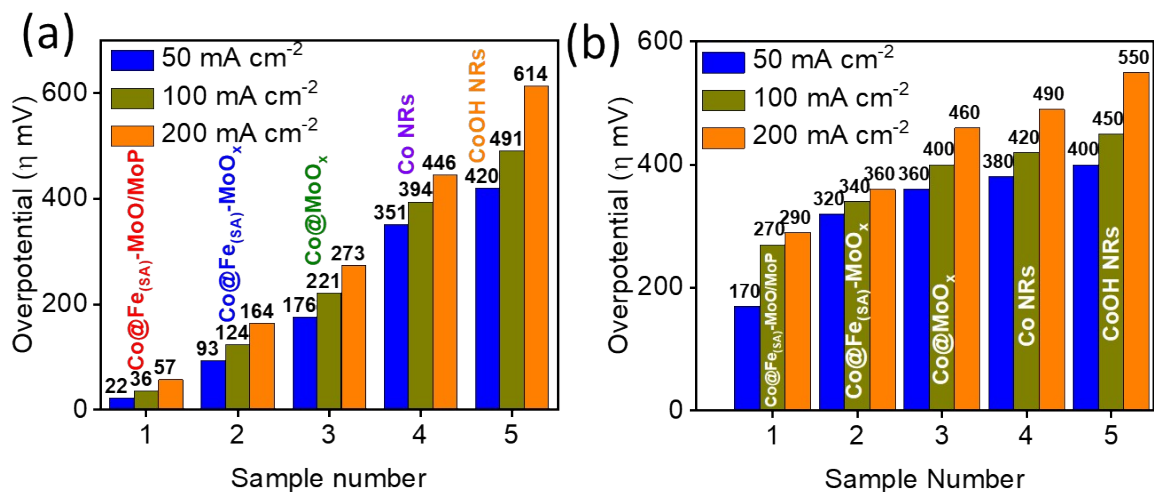 (a)
50 mA cm⁻²
100 mA cm⁻²
200 mA cm⁻²
Overpotential (η mV)
600
400
200
0
Co@Fe₍SA₎-MoO/MoP
Co@Fe₍SA₎-MoOₓ
Co@MoOₓ
Co NRs
CoOH NRs
22 36 57
93 124 164
176 221 273
351 394 446
420 491 614
1 2 3 4 5
Sample number
(b)
50 mA cm⁻²
100 mA cm⁻²
200 mA cm⁻²
Overpotential (η mV)
600
400
200
0
170 270 290
320 340 360
360 400 460
380 420 490
400 450 550
Co@Fe₍SA₎-MoO/MoP
Co@Fe₍SA₎-MoOₓ
Co@MoOₓ
Co NRs
CoOH NRs
1 2 3 4 5
Sample Number